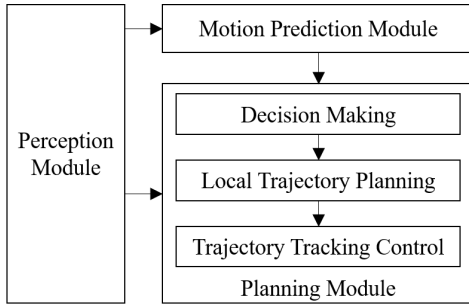 Perception
Module
Motion Prediction Module
Decision Making
Local Trajectory Planning
Trajectory Tracking Control
Planning Module